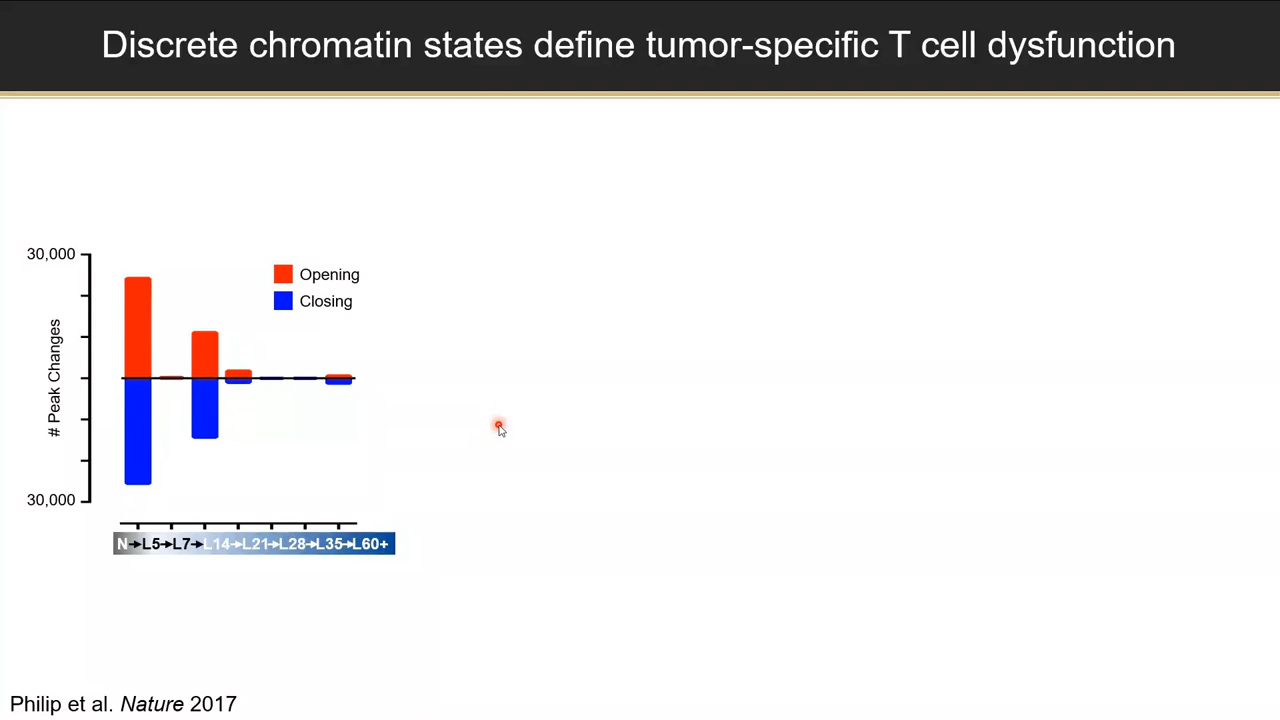 Discrete chromatin states define tumor-specific T cell dysfunction
30,000
Opening
Closing
# Peak Changes
30,000
N→L5→L7→L14→L21→L28→L35→L60+
Philip et al. Nature 2017